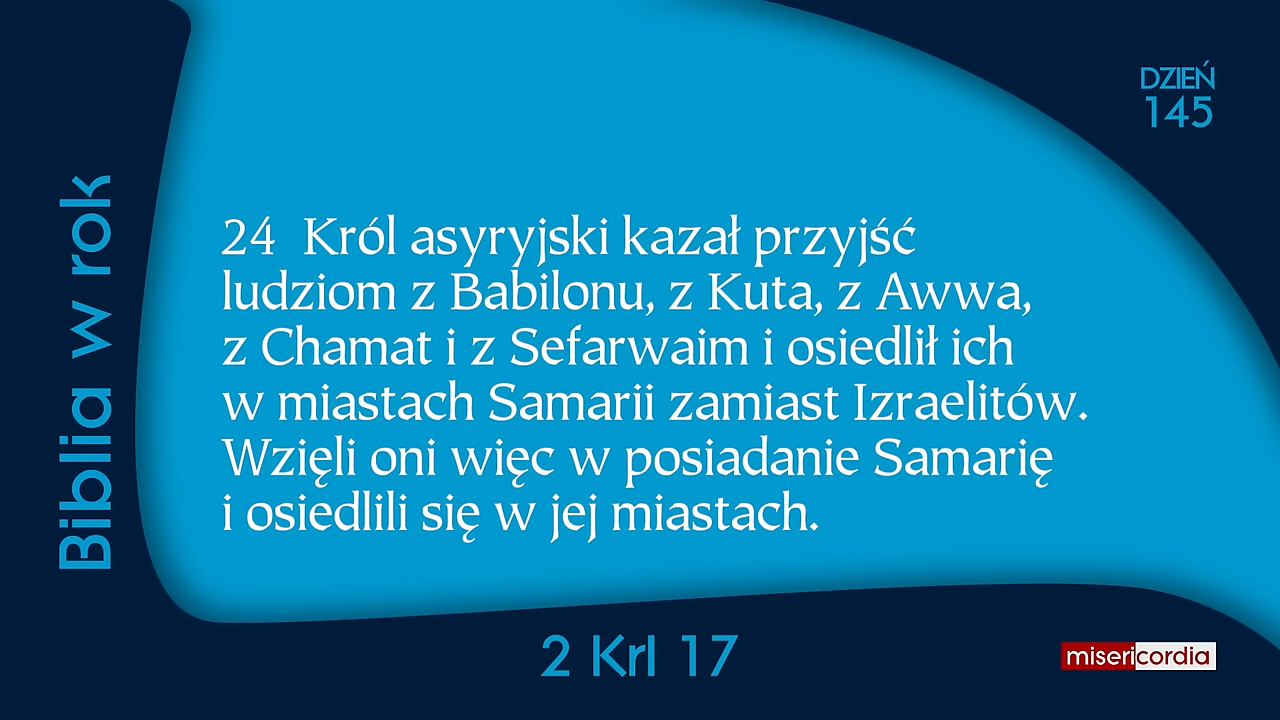 DZIEŃ
145
Biblia w rok
24 Król asyryjski kazał przyjść
ludziom z Babilonu, z Kuta, z Awwa,
z Chamat i z Sefarwaim i osiedlił ich
w miastach Samarii zamiast Izraelitów.
Wzięli oni więc w posiadanie Samarię
i osiedlili się w jej miastach.
2 Krl 17
misericordia